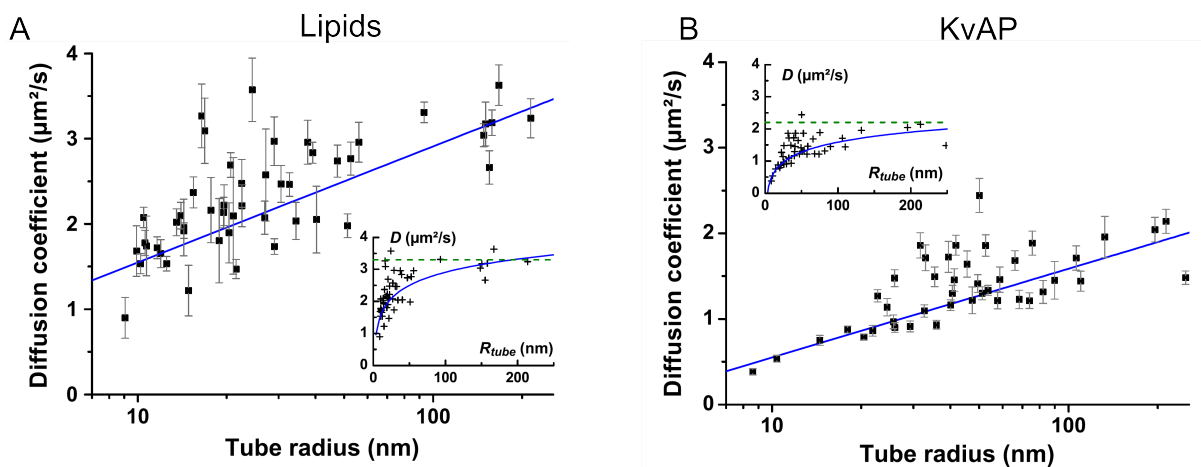 A
Lipids
Diffusion coefficient (µm²/s)
4
3
2
1
0
10
100
Tube radius (nm)
D (µm²/s)
4
3
2
1
0
0
100
200
Rtube (nm)
B
KvAP
Diffusion coefficient (µm²/s)
4
3
2
1
0
10
100
Tube radius (nm)
D (µm²/s)
4
3
2
1
0
0
100
200
Rtube (nm)